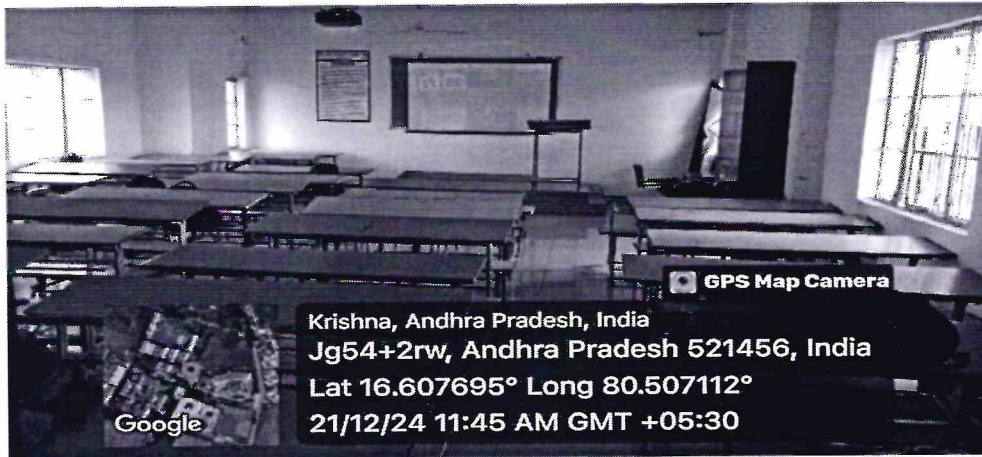 GPS Map Camera
Krishna, Andhra Pradesh, India
Jg54+2rw, Andhra Pradesh 521456, India
Lat 16.607695° Long 80.507112°
21/12/24 11:45 AM GMT +05:30
Google